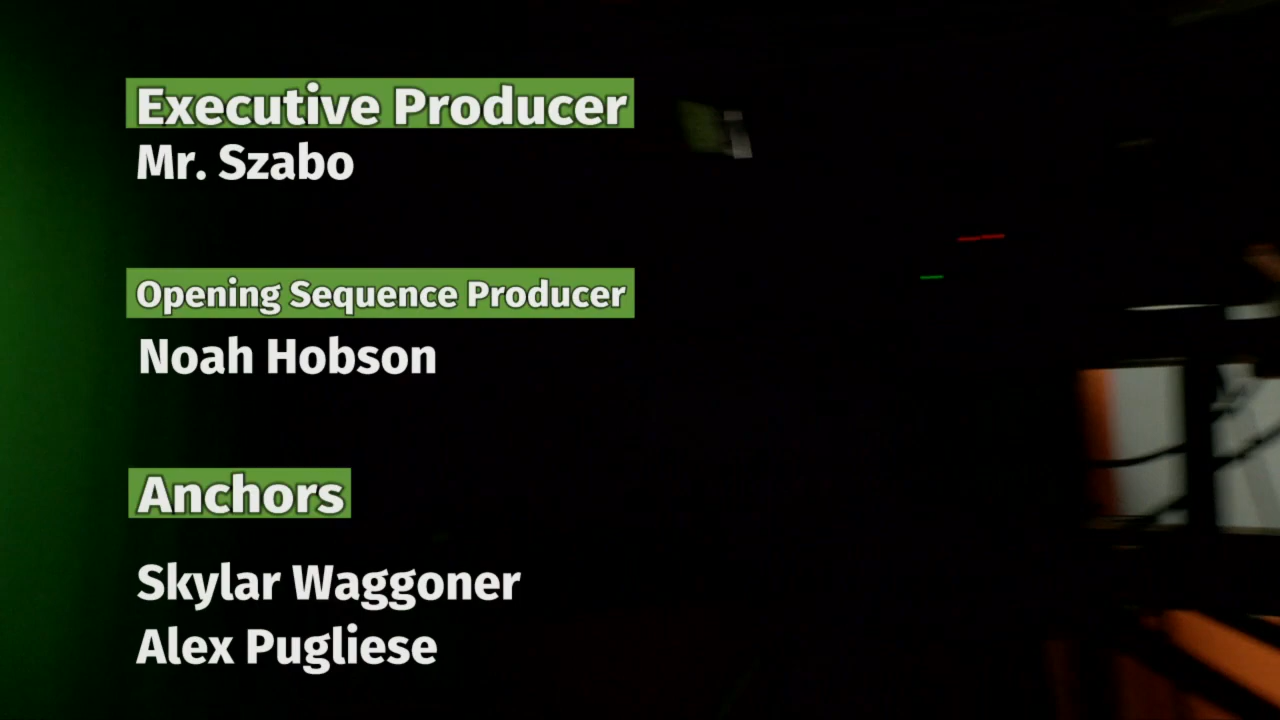 Executive Producer
Mr. Szabo
Opening Sequence Producer
Noah Hobson
Anchors
Skylar Waggoner
Alex Pugliese